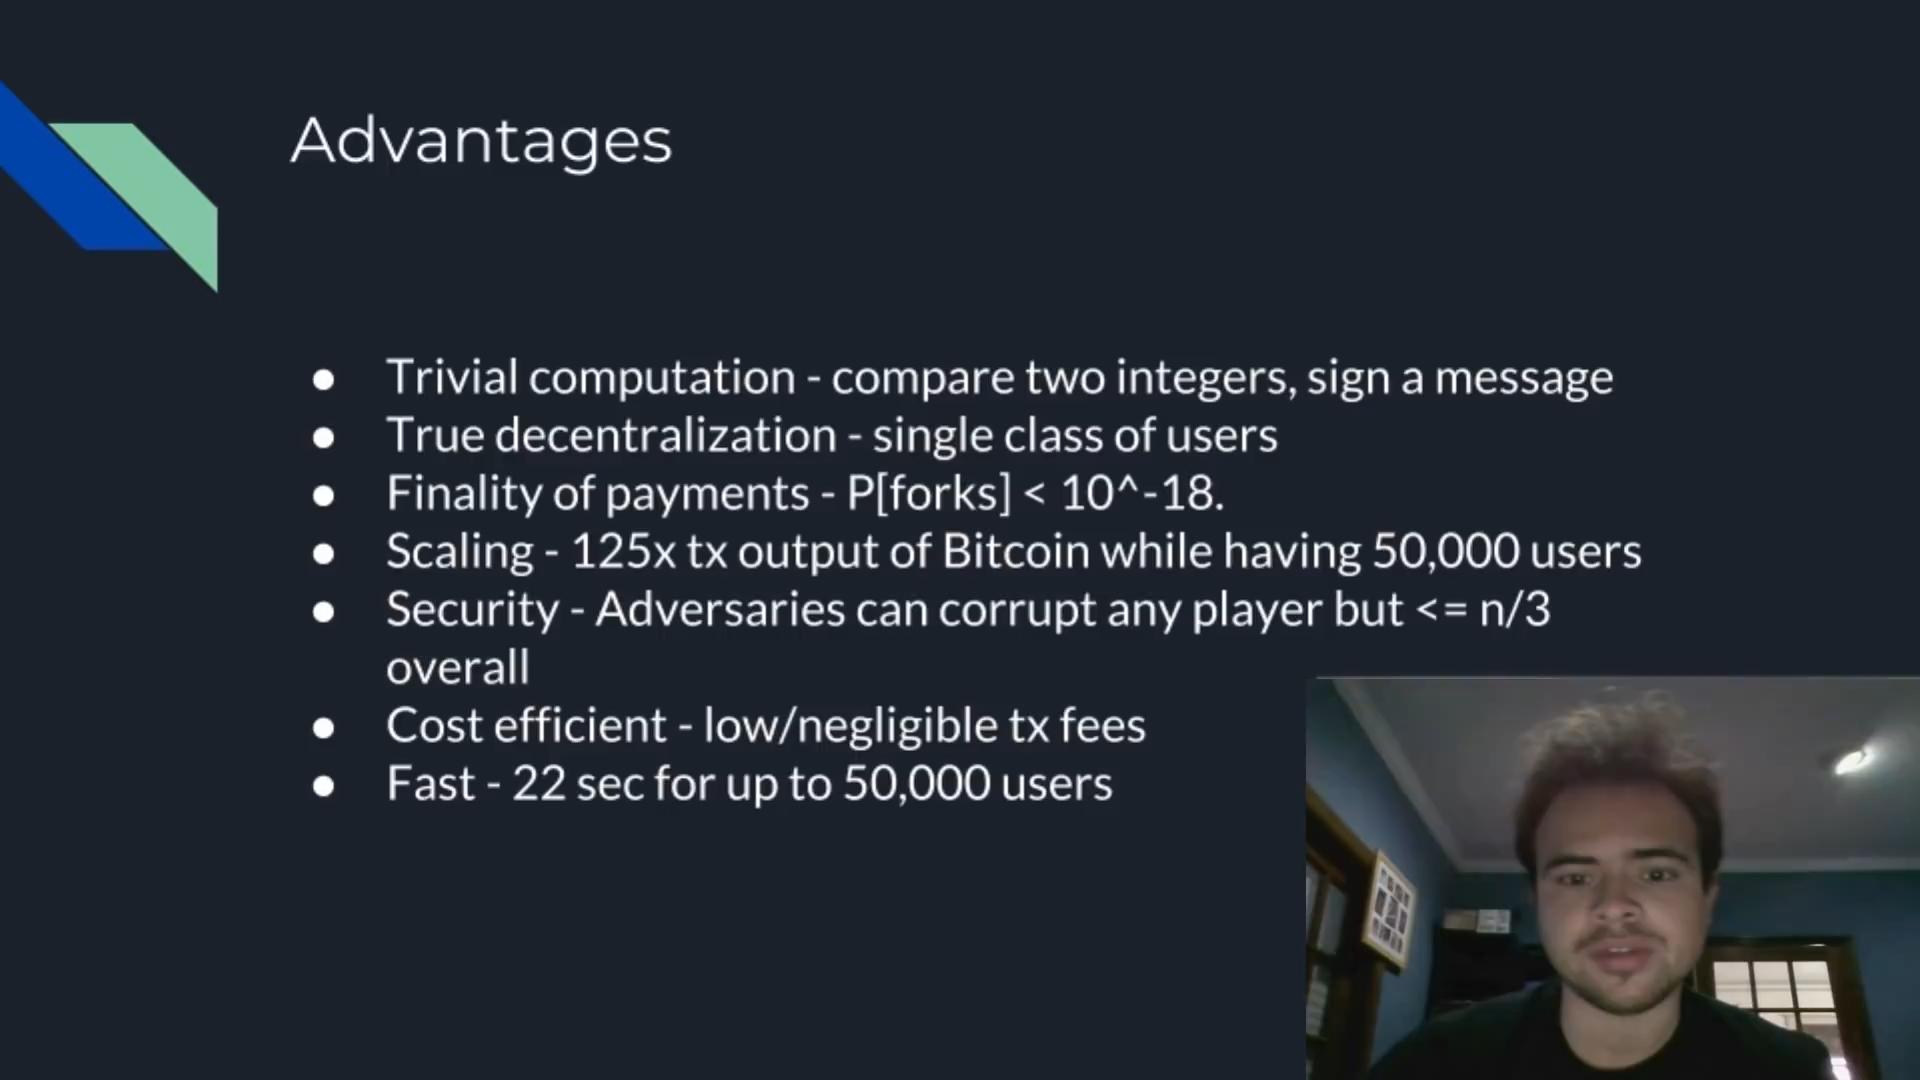 Advantages
● Trivial computation - compare two integers, sign a message
● True decentralization - single class of users
● Finality of payments - P[forks] < 10^-18.
● Scaling - 125x tx output of Bitcoin while having 50,000 users
● Security - Adversaries can corrupt any player but <= n/3
overall
● Cost efficient - low/negligible tx fees
● Fast - 22 sec for up to 50,000 users